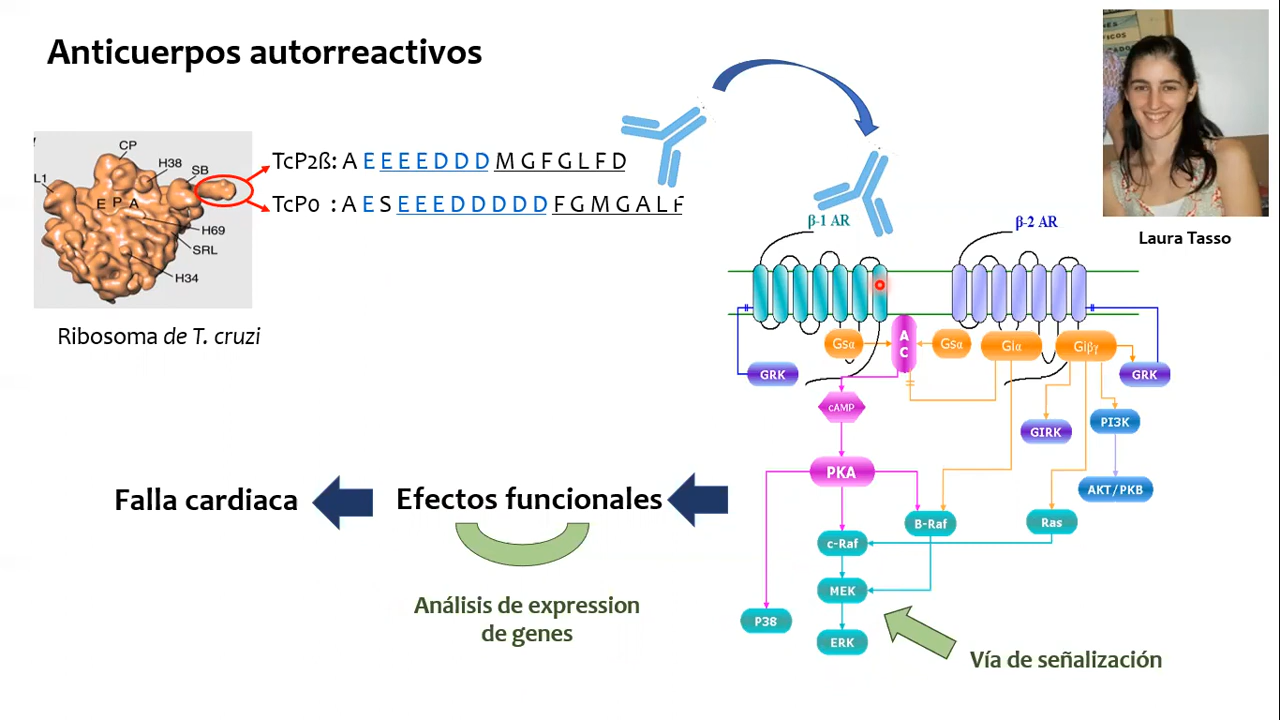 Anticuerpos autorreactivos
CP
H38
SB
L1
E P A
H69
SRL
H34
Ribosoma de T. cruzi
TcP2ß: A E E E E E D D D M G F G L F D
TcP0 : A E S E E E D D D D D F G M G A L F
Laura Tasso
β-1 AR
β-2 AR
Gsα
AC
Gsα
Giα
Giβγ
GRK
GRK
cAMP
GIRK
PI3K
PKA
AKT/PKB
B-Raf
Ras
c-Raf
MEK
P38
ERK
Falla cardiaca
Efectos funcionales
Análisis de expression
de genes
Vía de señalización